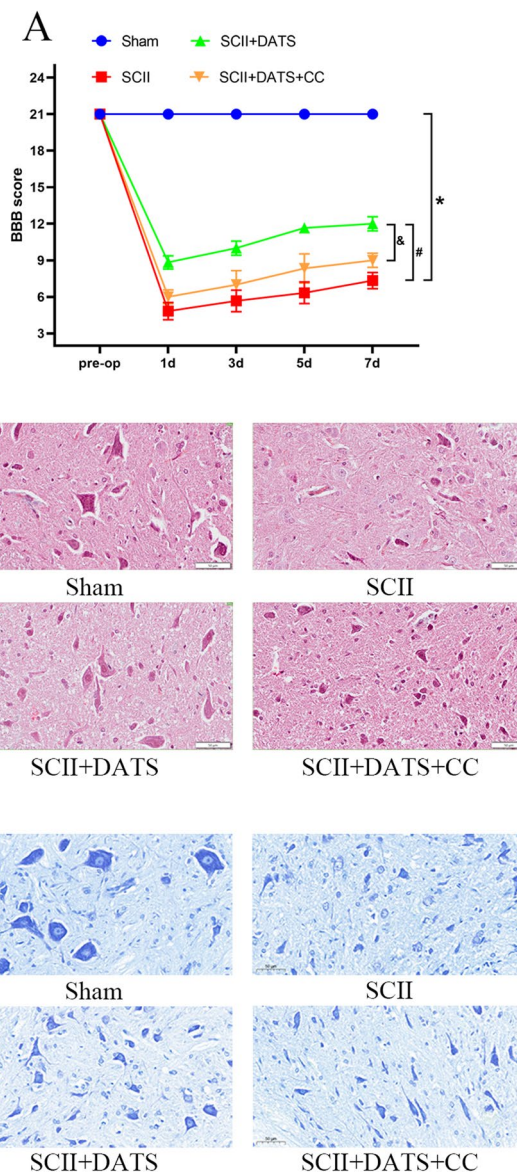 A
Sham
SCII+DATS
SCII
SCII+DATS+CC
24
21
18
15
12
9
6
3
BBB score
*
#
&
pre-op
1d
3d
5d
7d
Sham
SCII
SCII+DATS
SCII+DATS+CC
Sham
SCII
SCII+DATS
SCII+DATS+CC